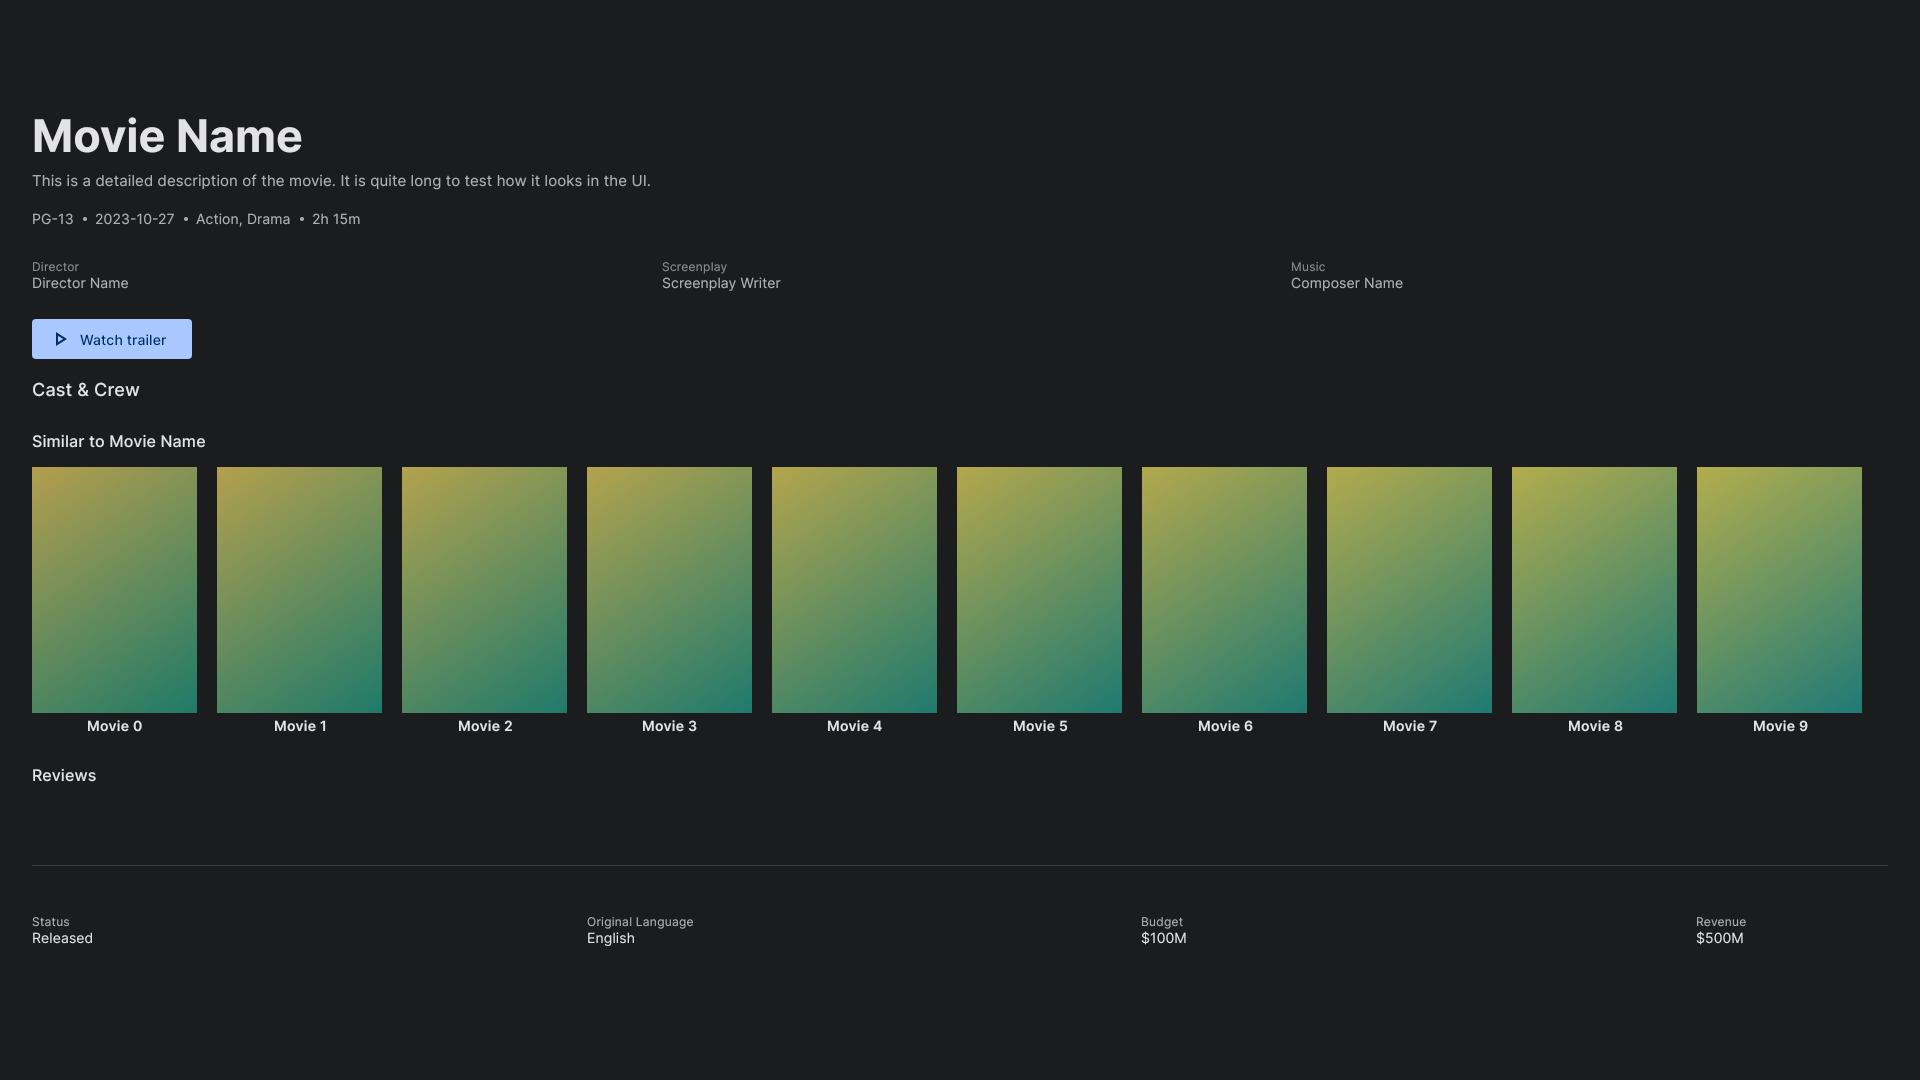 Movie Name
This is a detailed description of the movie. It is quite long to test how it looks in the UI.
PG-13 • 2023-10-27 • Action, Drama • 2h 15m
Director Screenplay Music
Director Name Screenplay Writer Composer Name
Watch trailer
Cast & Crew
Similar to Movie Name
Movie 0 Movie 1 Movie 2 Movie 3 Movie 4 Movie 5 Movie 6 Movie 7 Movie 8 Movie 9
Reviews
Status Original Language Budget Revenue
Released English $100M $500M